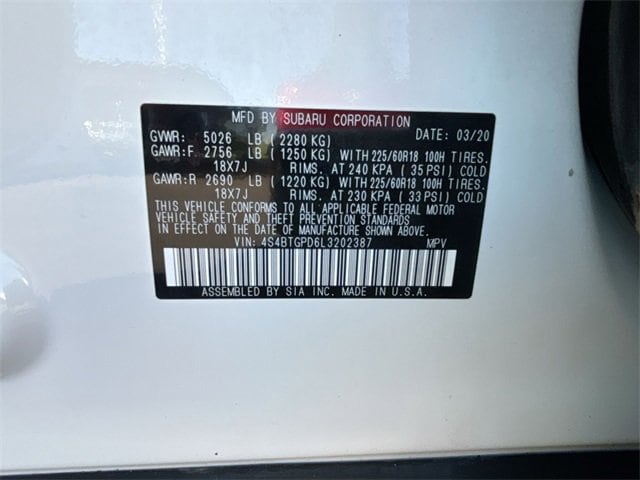 MFD BY SUBARU CORPORATION
GVWR: 5026 LB ( 2280 KG) DATE: 03/20
GAWR:F 2756 LB ( 1250 KG) WITH 225/60R18 100H TIRES.
18X7J RIMS. AT 240 KPA ( 35 PSI) COLD
GAWR:R 2690 LB ( 1220 KG) WITH 225/60R18 100H TIRES.
18X7J RIMS. AT 230 KPA ( 33 PSI) COLD
THIS VEHICLE CONFORMS TO ALL APPLICABLE FEDERAL MOTOR
VEHICLE SAFETY AND THEFT PREVENTION STANDARDS
IN EFFECT ON THE DATE OF MANUFACTURE SHOWN ABOVE.
VIN: 4S4BTGPD6L3202387 MPV
ASSEMBLED BY SIA INC. MADE IN U.S.A.